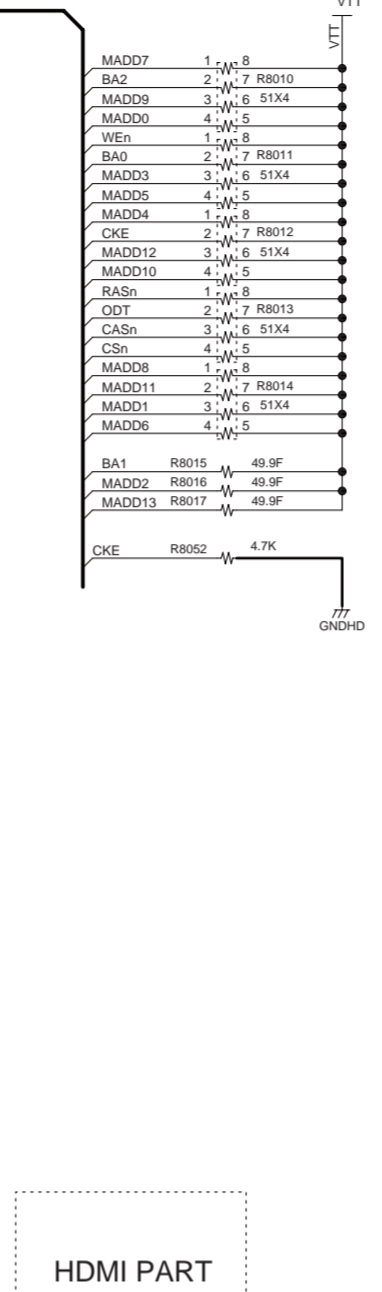 VTT
VTT
MADD7 1 8
BA2 2 7 R8010
MADD9 3 6 51X4
MADD0 4 5
WEn 1 8
BA0 2 7 R8011
MADD3 3 6 51X4
MADD5 4 5
MADD4 1 8
CKE 2 7 R8012
MADD12 3 6 51X4
MADD10 4 5
RASn 1 8
ODT 2 7 R8013
CASn 3 6 51X4
CSn 4 5
MADD8 1 8
MADD11 2 7 R8014
MADD1 3 6 51X4
MADD6 4 5
BA1 R8015 49.9F
MADD2 R8016 49.9F
MADD13 R8017 49.9F
CKE R8052 4.7K
GNDHD
HDMI PART